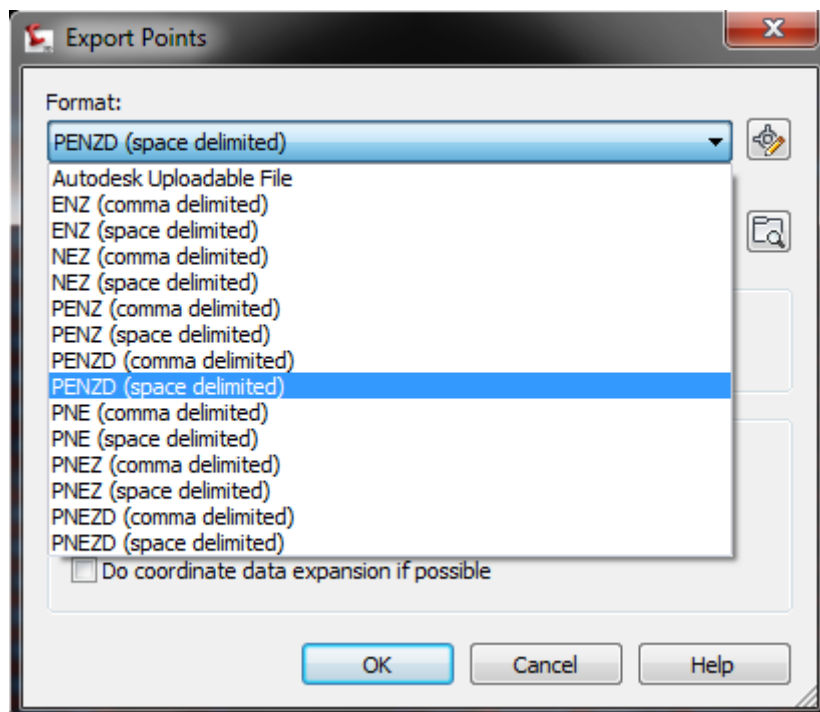 Export Points
Format:
PENZD (space delimited)
Autodesk Uploadable File
ENZ (comma delimited)
ENZ (space delimited)
NEZ (comma delimited)
NEZ (space delimited)
PENZ (comma delimited)
PENZ (space delimited)
PENZD (comma delimited)
PENZD (space delimited)
PNE (comma delimited)
PNE (space delimited)
PNEZ (comma delimited)
PNEZ (space delimited)
PNEZD (comma delimited)
PNEZD (space delimited)
Do coordinate data expansion if possible
OK Cancel Help